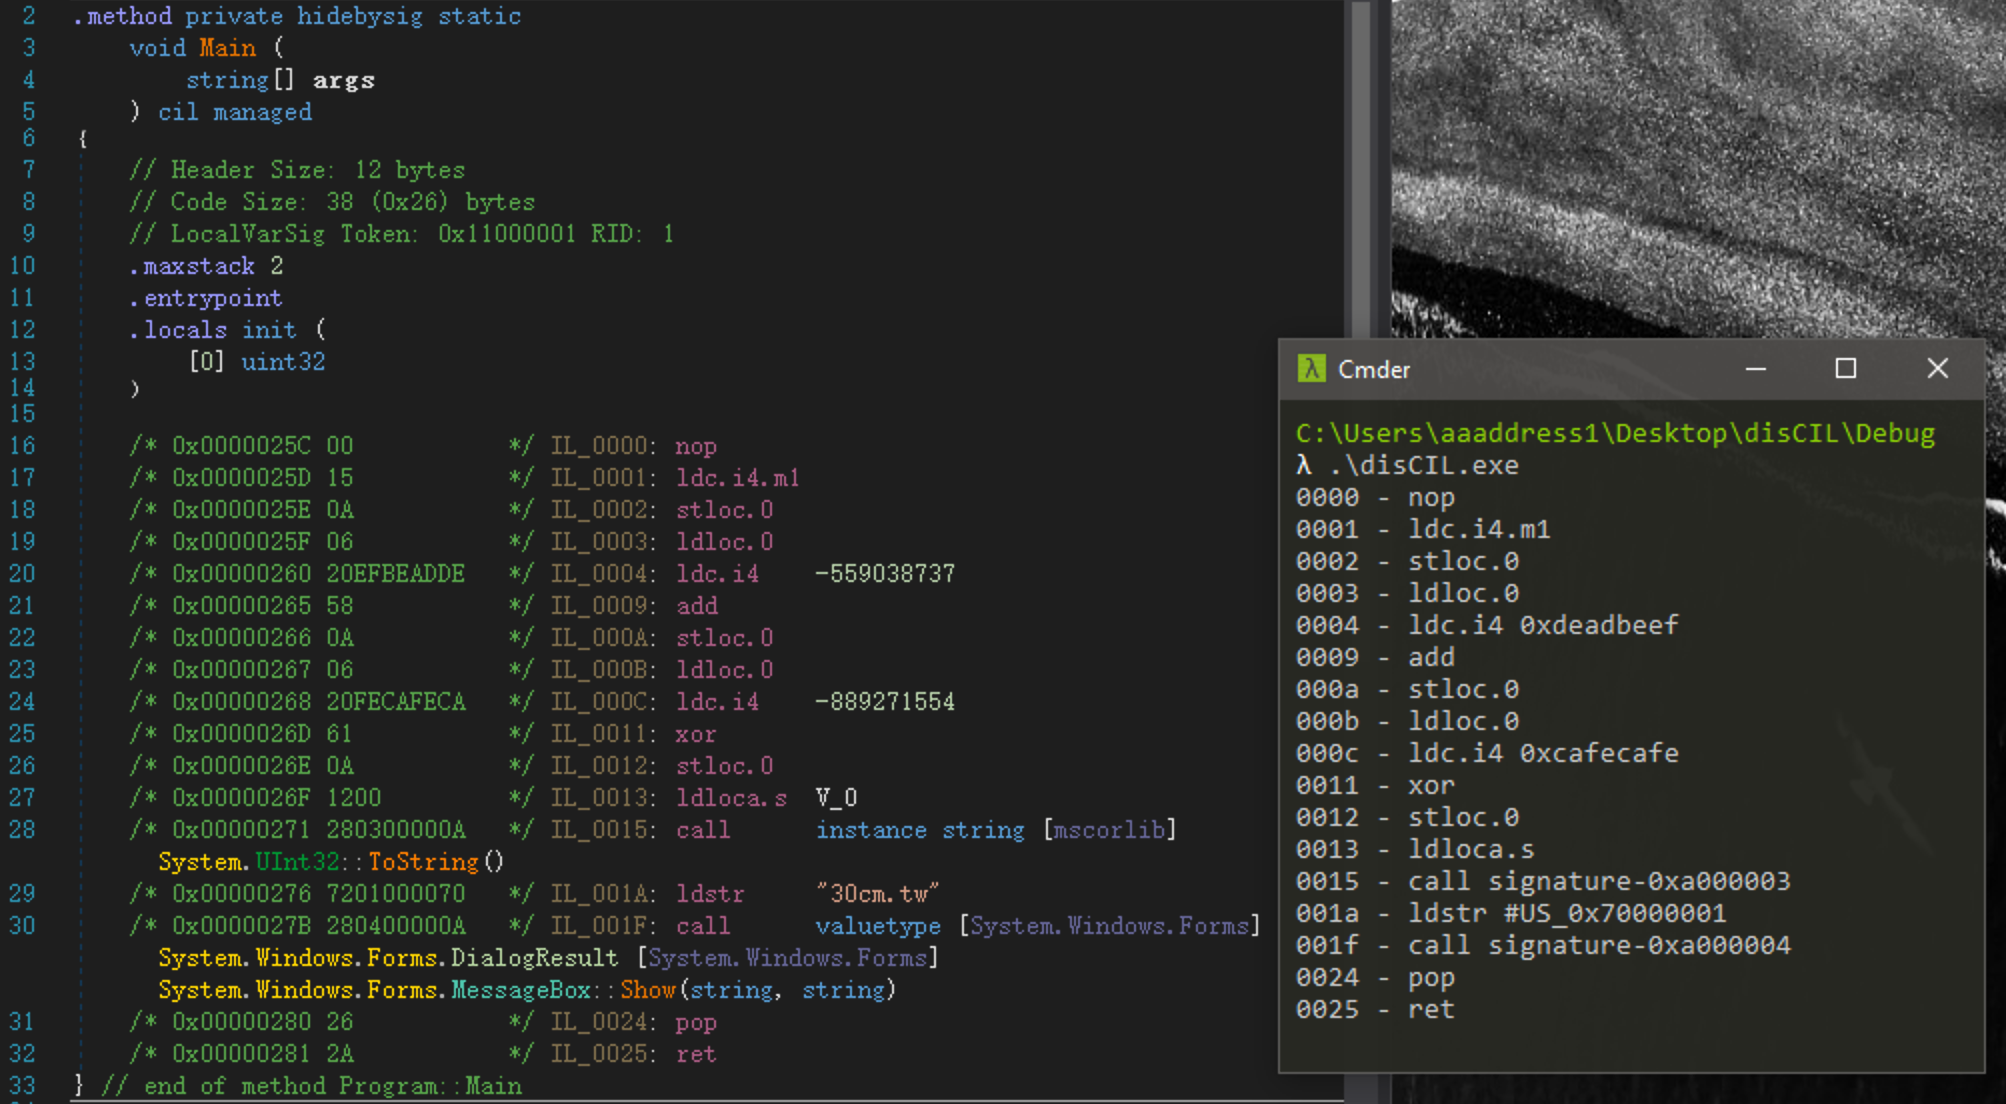 2 .method private hidebysig static
3 void Main (
4 string[] args
5 ) cil managed
6 {
7 // Header Size: 12 bytes
8 // Code Size: 38 (0x26) bytes
9 // LocalVarSig Token: 0x11000001 RID: 1
10 .maxstack 2
11 .entrypoint
12 .locals init (
13 [0] uint32
14 )
15
16 /* 0x0000025C 00 */ IL_0000: nop
17 /* 0x0000025D 15 */ IL_0001: ldc.i4.m1
18 /* 0x0000025E 0A */ IL_0002: stloc.0
19 /* 0x0000025F 06 */ IL_0003: ldloc.0
20 /* 0x00000260 20EFBEADDE */ IL_0004: ldc.i4 -559038737
21 /* 0x00000265 58 */ IL_0009: add
22 /* 0x00000266 0A */ IL_000A: stloc.0
23 /* 0x00000267 06 */ IL_000B: ldloc.0
24 /* 0x00000268 20FECAFECA */ IL_000C: ldc.i4 -889271554
25 /* 0x0000026D 61 */ IL_0011: xor
26 /* 0x0000026E 0A */ IL_0012: stloc.0
27 /* 0x0000026F 1200 */ IL_0013: ldloca.s V_0
28 /* 0x00000271 280300000A */ IL_0015: call instance string [mscorlib]
System.UInt32::ToString()
29 /* 0x00000276 7201000070 */ IL_001A: ldstr "30cm.tw"
30 /* 0x0000027B 280400000A */ IL_001F: call valuetype [System.Windows.Forms]
System.Windows.Forms.DialogResult [System.Windows.Forms]
System.Windows.Forms.MessageBox::Show(string, string)
31 /* 0x00000280 26 */ IL_0024: pop
32 /* 0x00000281 2A */ IL_0025: ret
33 } // end of method Program::Main
λ Cmder
C:\Users\aaaddress1\Desktop\disCIL\Debug
λ .\disCIL.exe
0000 - nop
0001 - ldc.i4.m1
0002 - stloc.0
0003 - ldloc.0
0004 - ldc.i4 0xdeadbeef
0009 - add
000a - stloc.0
000b - ldloc.0
000c - ldc.i4 0xcafecafe
0011 - xor
0012 - stloc.0
0013 - ldloca.s
0015 - call signature-0xa000003
001a - ldstr #US_0x70000001
001f - call signature-0xa000004
0024 - pop
0025 - ret